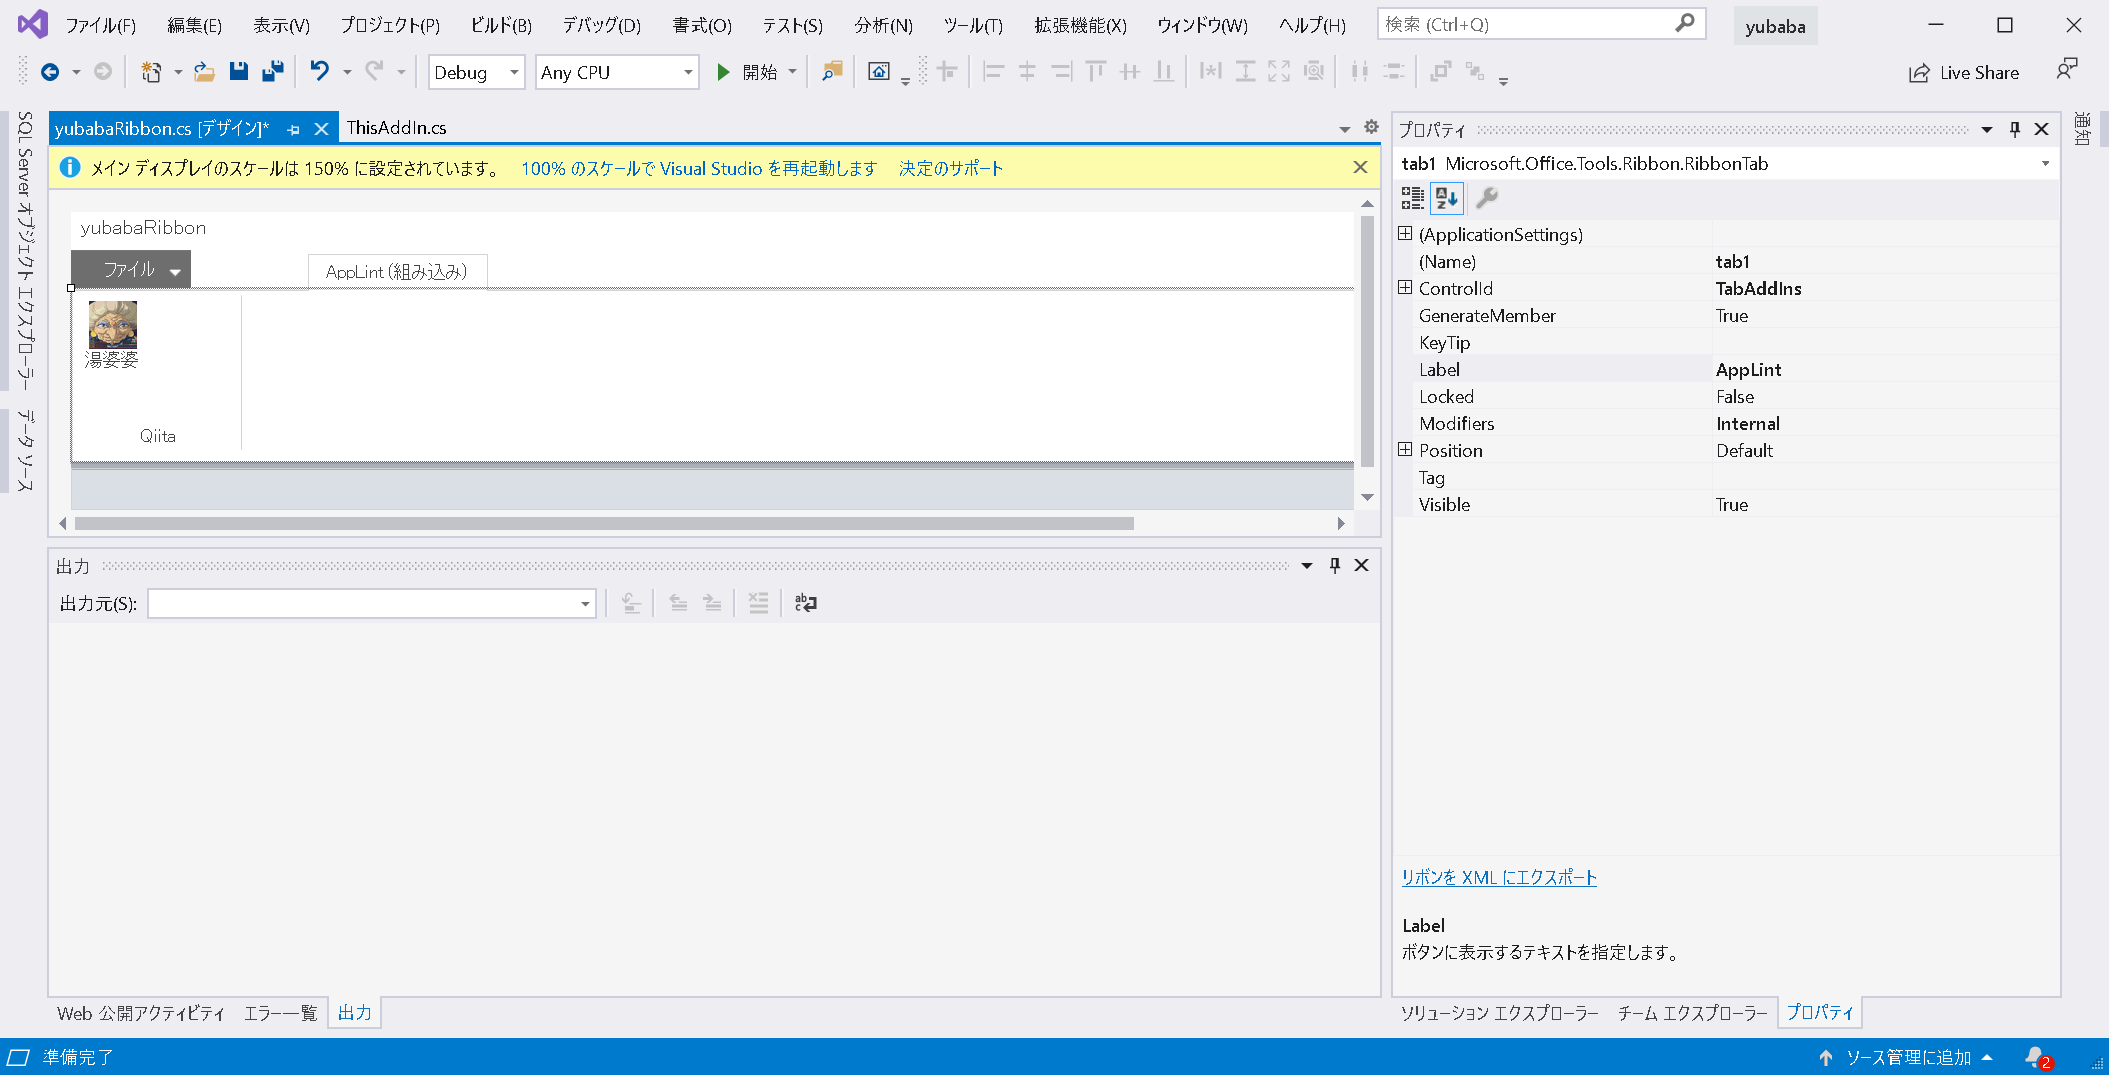 ファイル(F) 編集(E) 表示(V) プロジェクト(P) ビルド(B) デバッグ(D) 書式(O) テスト(S) 分析(N) ツール(T) 拡張機能(X) ウィンドウ(W) ヘルプ(H) 検索 (Ctrl+Q) yubaba
Debug Any CPU 開始 Live Share
SQL Server オブジェクト エクスプローラー
データ ソース
yubabaRibbon.cs [デザイン]* ThisAddIn.cs
メイン ディスプレイのスケールは 150% に設定されています。 100% のスケールで Visual Studio を再起動します 決定のサポート
yubabaRibbon
ファイル AppLint (組み込み)
湯婆婆
Qiita
出力
出力元(S):
Web 公開アクティビティ エラー一覧 出力
プロパティ
tab1 Microsoft.Office.Tools.Ribbon.RibbonTab
(ApplicationSettings)
(Name) tab1
ControlId TabAddIns
GenerateMember True
KeyTip
Label AppLint
Locked False
Modifiers Internal
Position Default
Tag
Visible True
リボンを XML にエクスポート
Label
ボタンに表示するテキストを指定します。
ソリューション エクスプローラー チーム エクスプローラー プロパティ
通知
準備完了 ソース管理に追加 2